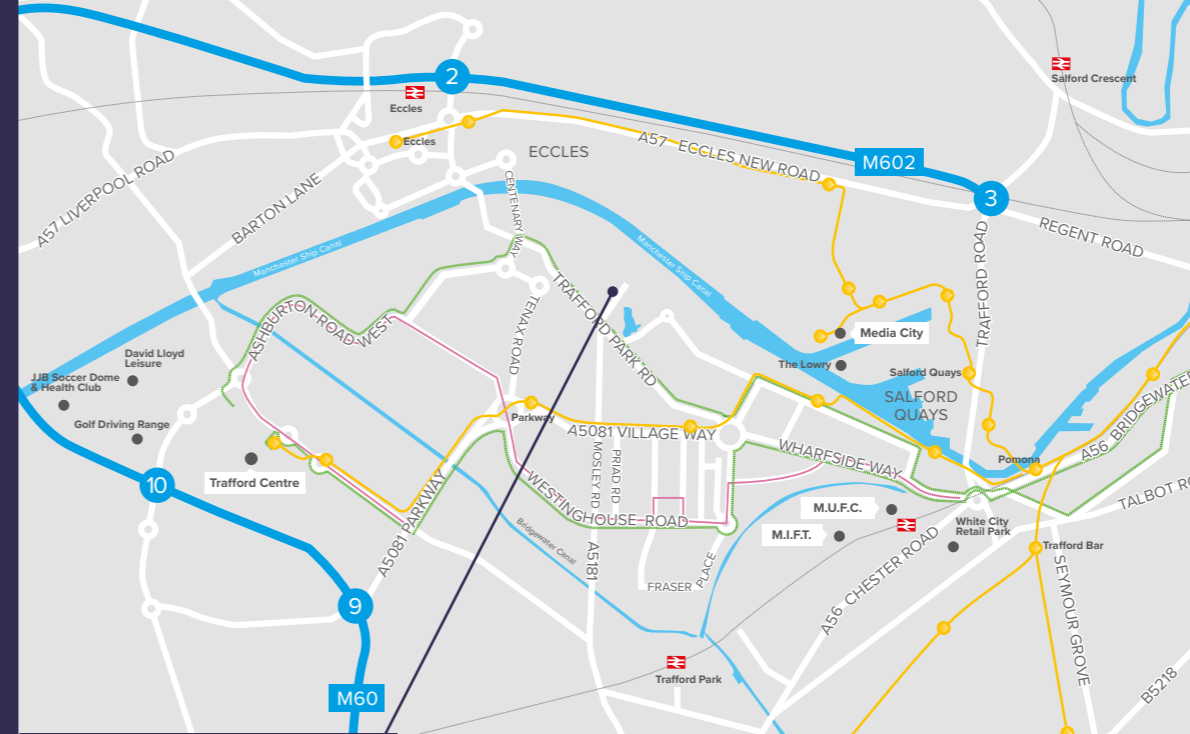 2
Salford Crescent
Eccles
Eccles
ECCLES
A57 ECCLES NEW ROAD
M602
3
A57 LIVERPOOL ROAD
BARTON LANE
CENTENARY WAY
REGENT ROAD
TRAFFORD ROAD
Manchester Ship Canal
Manchester Ship Canal
ASHBURTON ROAD WEST
TENAX ROAD
TRAFFORD PARK RD
Media City
The Lowry
Salford Quays
SALFORD
QUAYS
David Lloyd
Leisure
JJB Soccer Dome
& Health Club
Golf Driving Range
Trafford Centre
10
Parkway
A5081 VILLAGE WAY
MOSLEY RD
PRIAD RD
WHARFSIDE WAY
Pomona
A56 BRIDGEWATER
TALBOT RO
A5081 PARKWAY
WESTINGHOUSE ROAD
Bridgewater Canal
A5181
FRASER PLACE
M.U.F.C.
M.I.F.T.
White City
Retail Park
Trafford Bar
A56 CHESTER ROAD
SEYMOUR GROVE
9
Trafford Park
M60
B5218